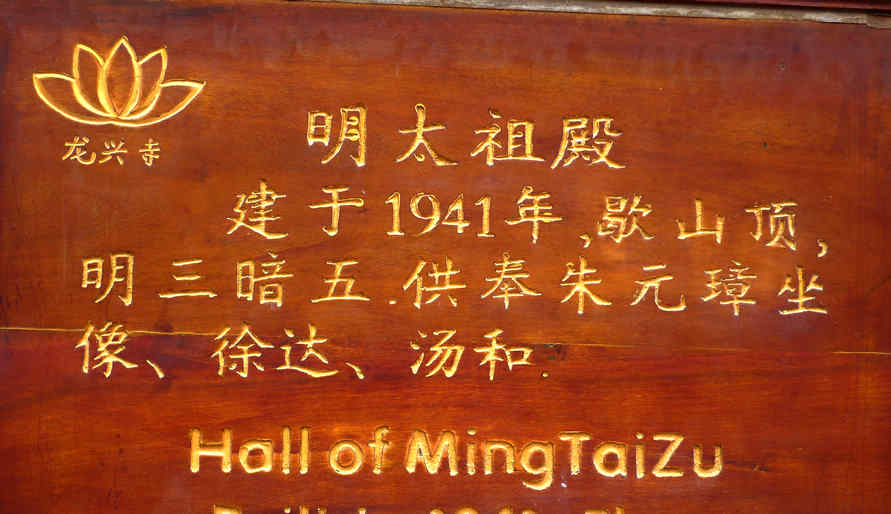 龙兴寺
明太祖殿
建于1941年,歇山顶,
明三暗五.供奉朱元璋坐
像、徐达、汤和.
Hall of MingTaiZu